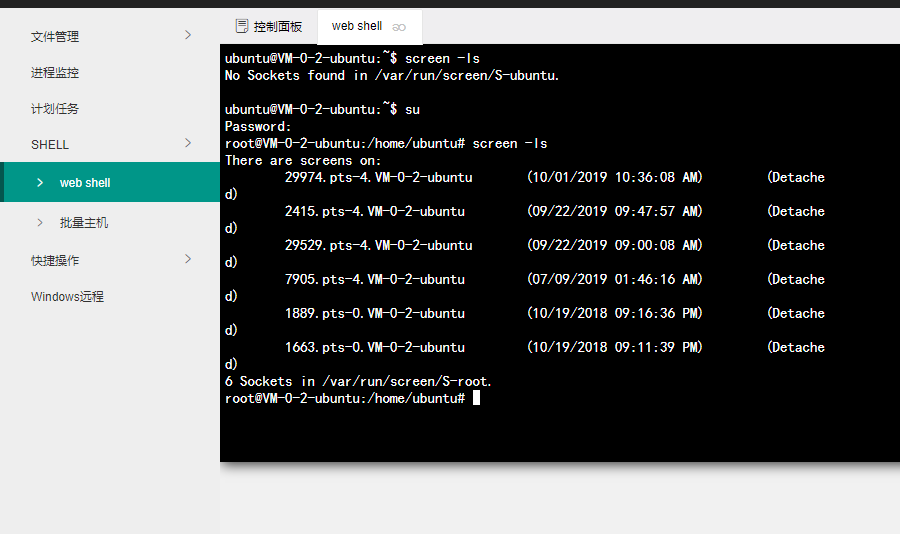 文件管理
进程监控
计划任务
SHELL
web shell
批量主机
快捷操作
Windows远程
控制面板
web shell
ubuntu@VM-0-2-ubuntu:~$ screen -ls
No Sockets found in /var/run/screen/S-ubuntu.
ubuntu@VM-0-2-ubuntu:~$ su
Password:
root@VM-0-2-ubuntu:/home/ubuntu# screen -ls
There are screens on:
29974.pts-4.VM-0-2-ubuntu (10/01/2019 10:36:08 AM) (Detache
d)
2415.pts-4.VM-0-2-ubuntu (09/22/2019 09:47:57 AM) (Detache
d)
29529.pts-4.VM-0-2-ubuntu (09/22/2019 09:00:08 AM) (Detache
d)
7905.pts-4.VM-0-2-ubuntu (07/09/2019 01:46:16 AM) (Detache
d)
1889.pts-0.VM-0-2-ubuntu (10/19/2018 09:16:36 PM) (Detache
d)
1663.pts-0.VM-0-2-ubuntu (10/19/2018 09:11:39 PM) (Detache
d)
6 Sockets in /var/run/screen/S-root.
root@VM-0-2-ubuntu:/home/ubuntu#